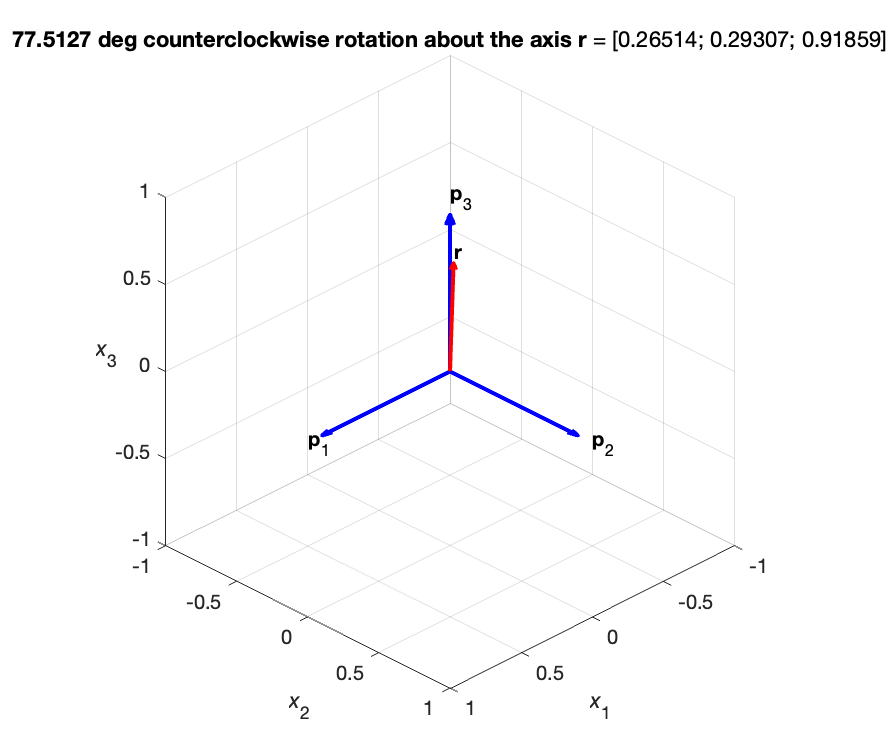 77.5127 deg counterclockwise rotation about the axis r = [0.26514; 0.29307; 0.91859]
p3
r
p1
p2
1
0.5
0
-0.5
-1
x3
-1
-0.5
0
0.5
1
x2
1
0.5
0
-0.5
-1
x1